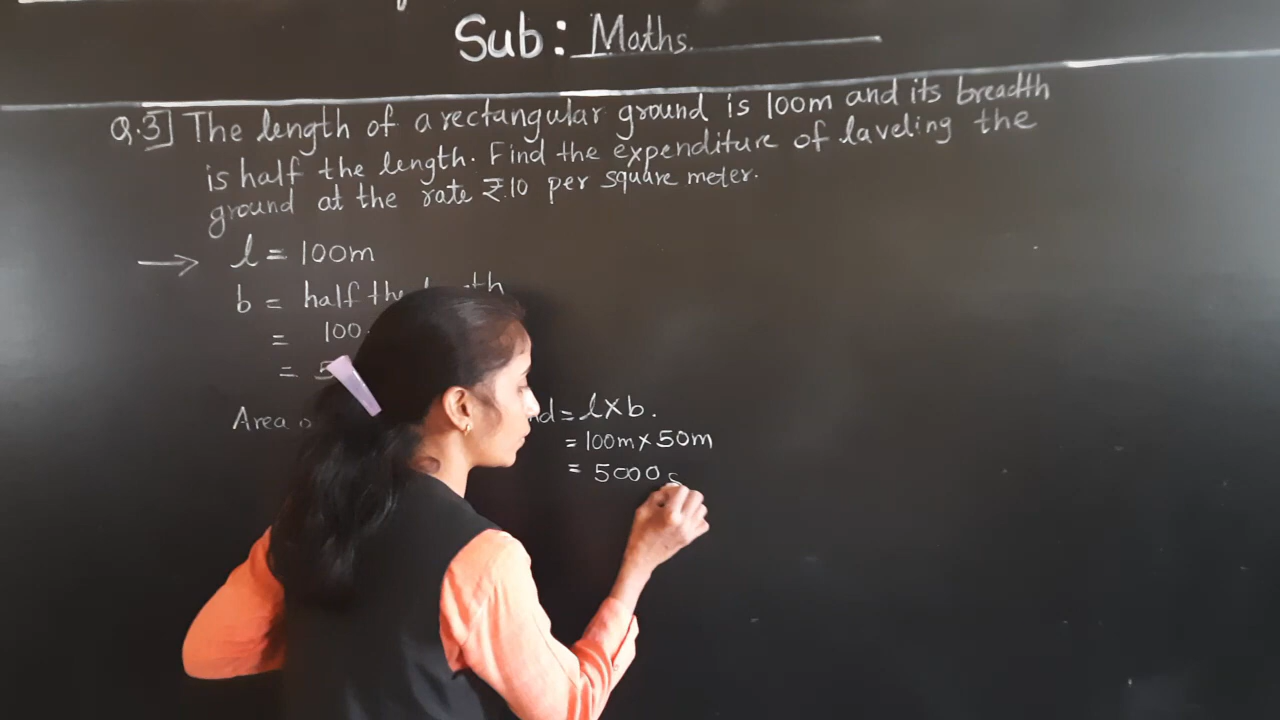 Sub: Maths.
Q.3] The length of a rectangular ground is 100m and its breadth
is half the length. Find the expenditure of laveling the
ground at the rate ₹.10 per square meter.
→ l = 100m
b = half the
= 100
= 5
Area = l×b.
= 100m × 50m
= 5000 s